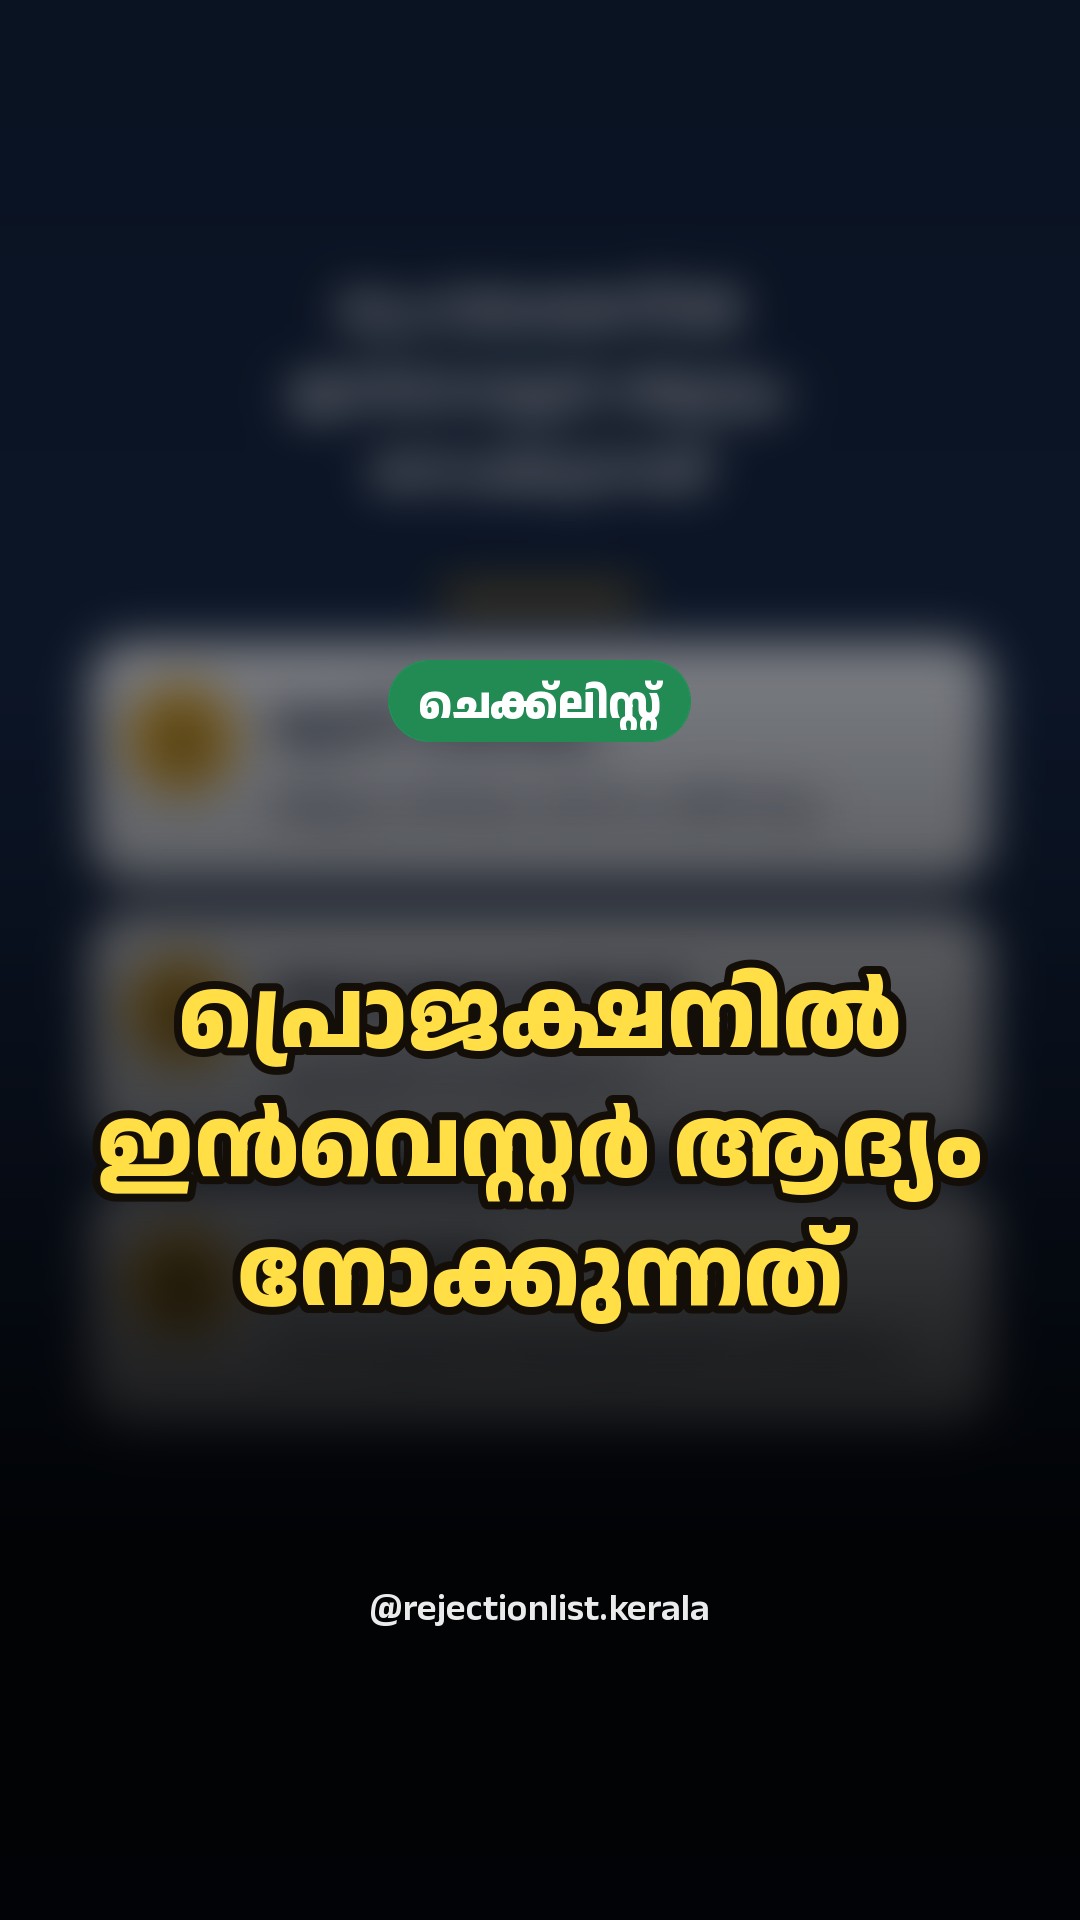 ചെക്ക്ലിസ്റ്റ്
പ്രൊജക്ഷനിൽ
ഇൻവെസ്റ്റർ ആദ്യം
നോക്കുന്നത്
@rejectionlist.kerala